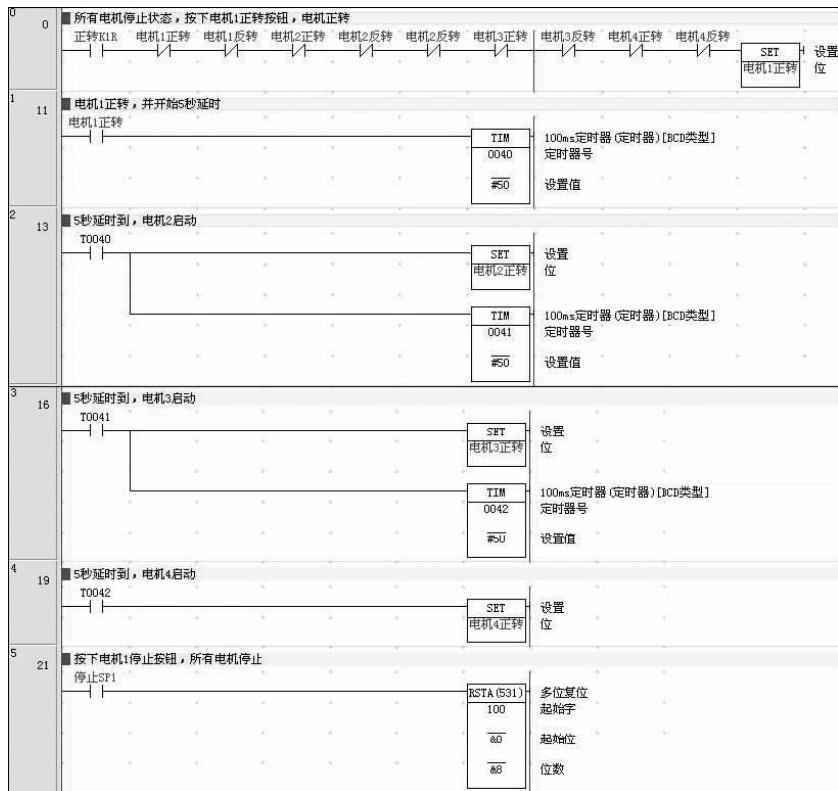 0
0
所有电机停止状态，按下电机1正转按钮，电机正转
正转K1R 电机1正转 电机1反转 电机2正转 电机2反转 电机2反转 电机3正转 电机3反转 电机4正转 电机4反转
SET 设置
电机1正转 位
1
11
电机1正转，并开始5秒延时
电机1正转
TIM 100ms定时器(定时器)[BCD类型]
0040 定时器号
#50 设置值
2
13
5秒延时到，电机2启动
T0040
SET 设置
电机2正转 位
TIM 100ms定时器(定时器)[BCD类型]
0041 定时器号
#50 设置值
3
16
5秒延时到，电机3启动
T0041
SET 设置
电机3正转 位
TIM 100ms定时器(定时器)[BCD类型]
0042 定时器号
#50 设置值
4
19
5秒延时到，电机4启动
T0042
SET 设置
电机4正转 位
5
21
按下电机1停止按钮，所有电机停止
停止SP1
RSTA(531) 多位复位
100 起始字
&0 起始位
&8 位数